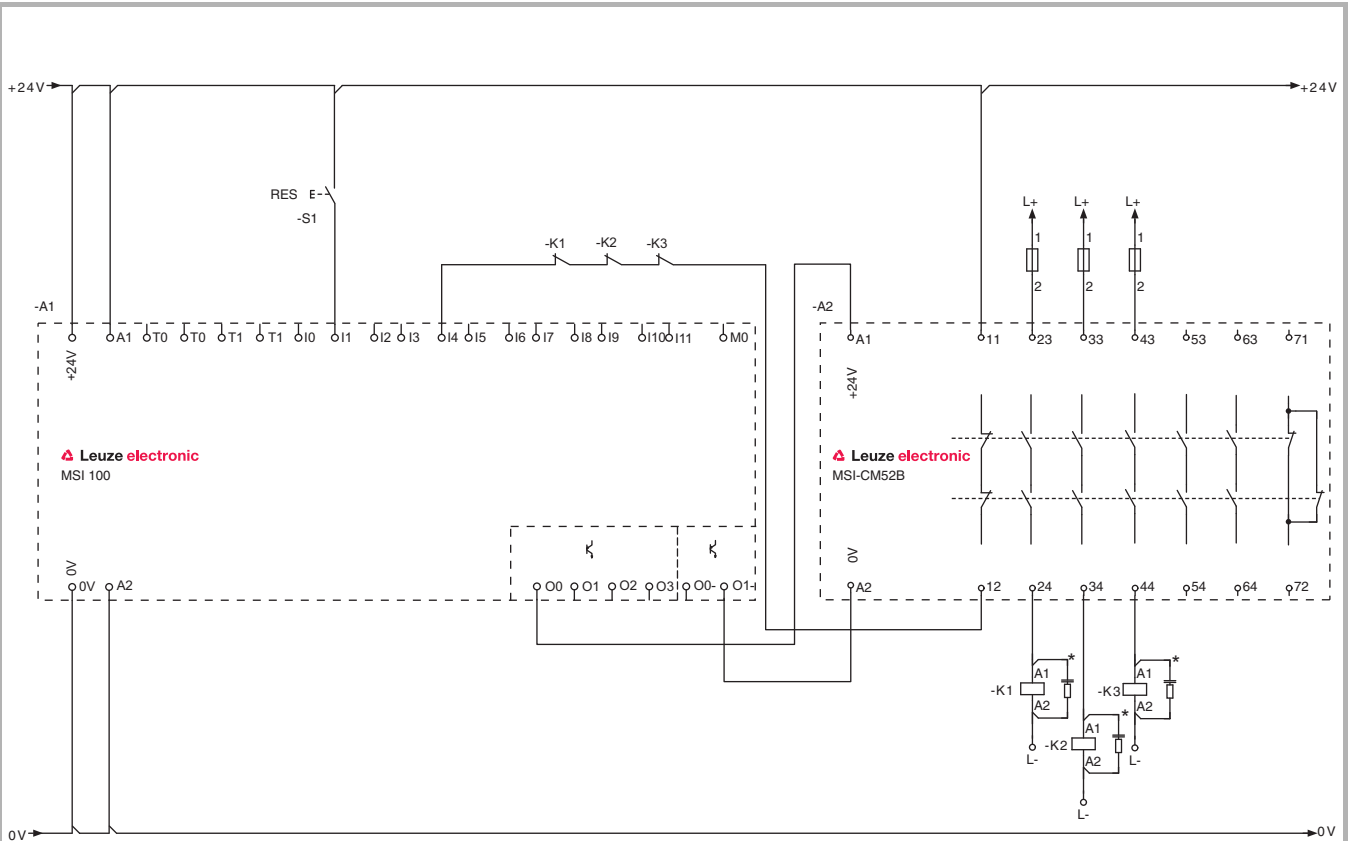 +24V +24V
RES E
-S1
L+ L+ L+
1 1 1
2 2 2
-K1 -K2 -K3
-A1 -A2
A1 T0 T0 T1 T1 I0 I1 I2 I3 I4 I5 I6 I7 I8 I9 I10 I11 M0
+24V
A1 11 23 33 43 53 63 71
+24V
Leuze electronic
MSI 100
Leuze electronic
MSI-CM52B
0V
0V A2 O0 O1 O2 O3 O0- O1-
0V
A2 12 24 34 44 54 64 72
* *
-K1 A1 A2 L-
-K3 A1 A2 L-
*
-K2 A1 A2 L-
0V 0V